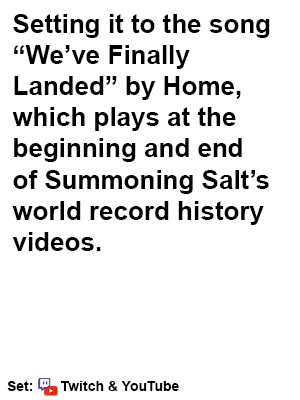 Setting it to the song
“We’ve Finally
Landed” by Home,
which plays at the
beginning and end
of Summoning Salt’s
world record history
videos.
Set: Twitch & YouTube